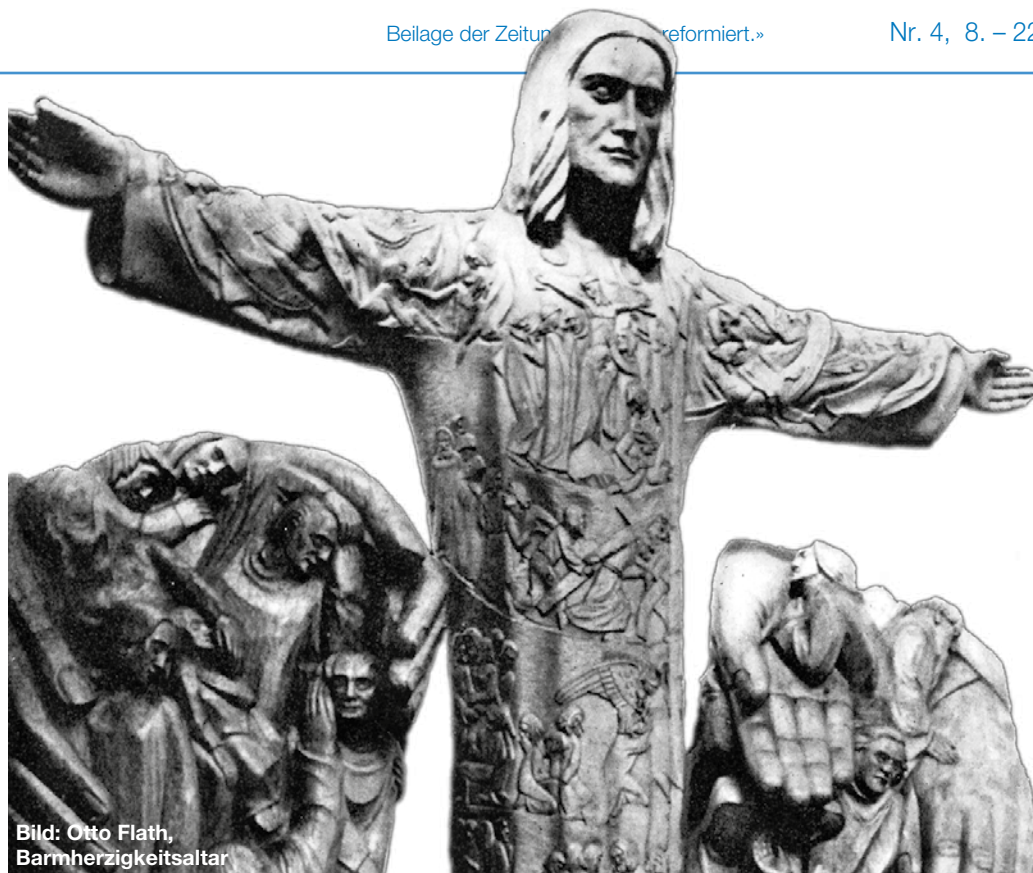 Beilage der Zeitun reformiert.»
Nr. 4, 8. – 22
Bild: Otto Flath,
Barmherzigkeitsaltar